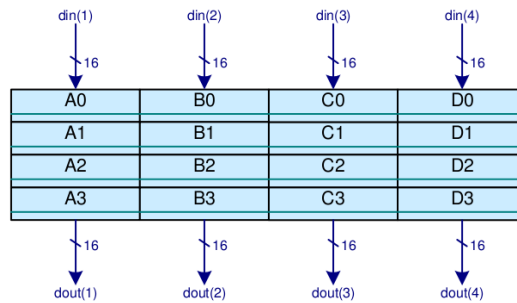 din(1) din(2) din(3) din(4)
16 16 16 16
A0 B0 C0 D0
A1 B1 C1 D1
A2 B2 C2 D2
A3 B3 C3 D3
16 16 16 16
dout(1) dout(2) dout(3) dout(4)